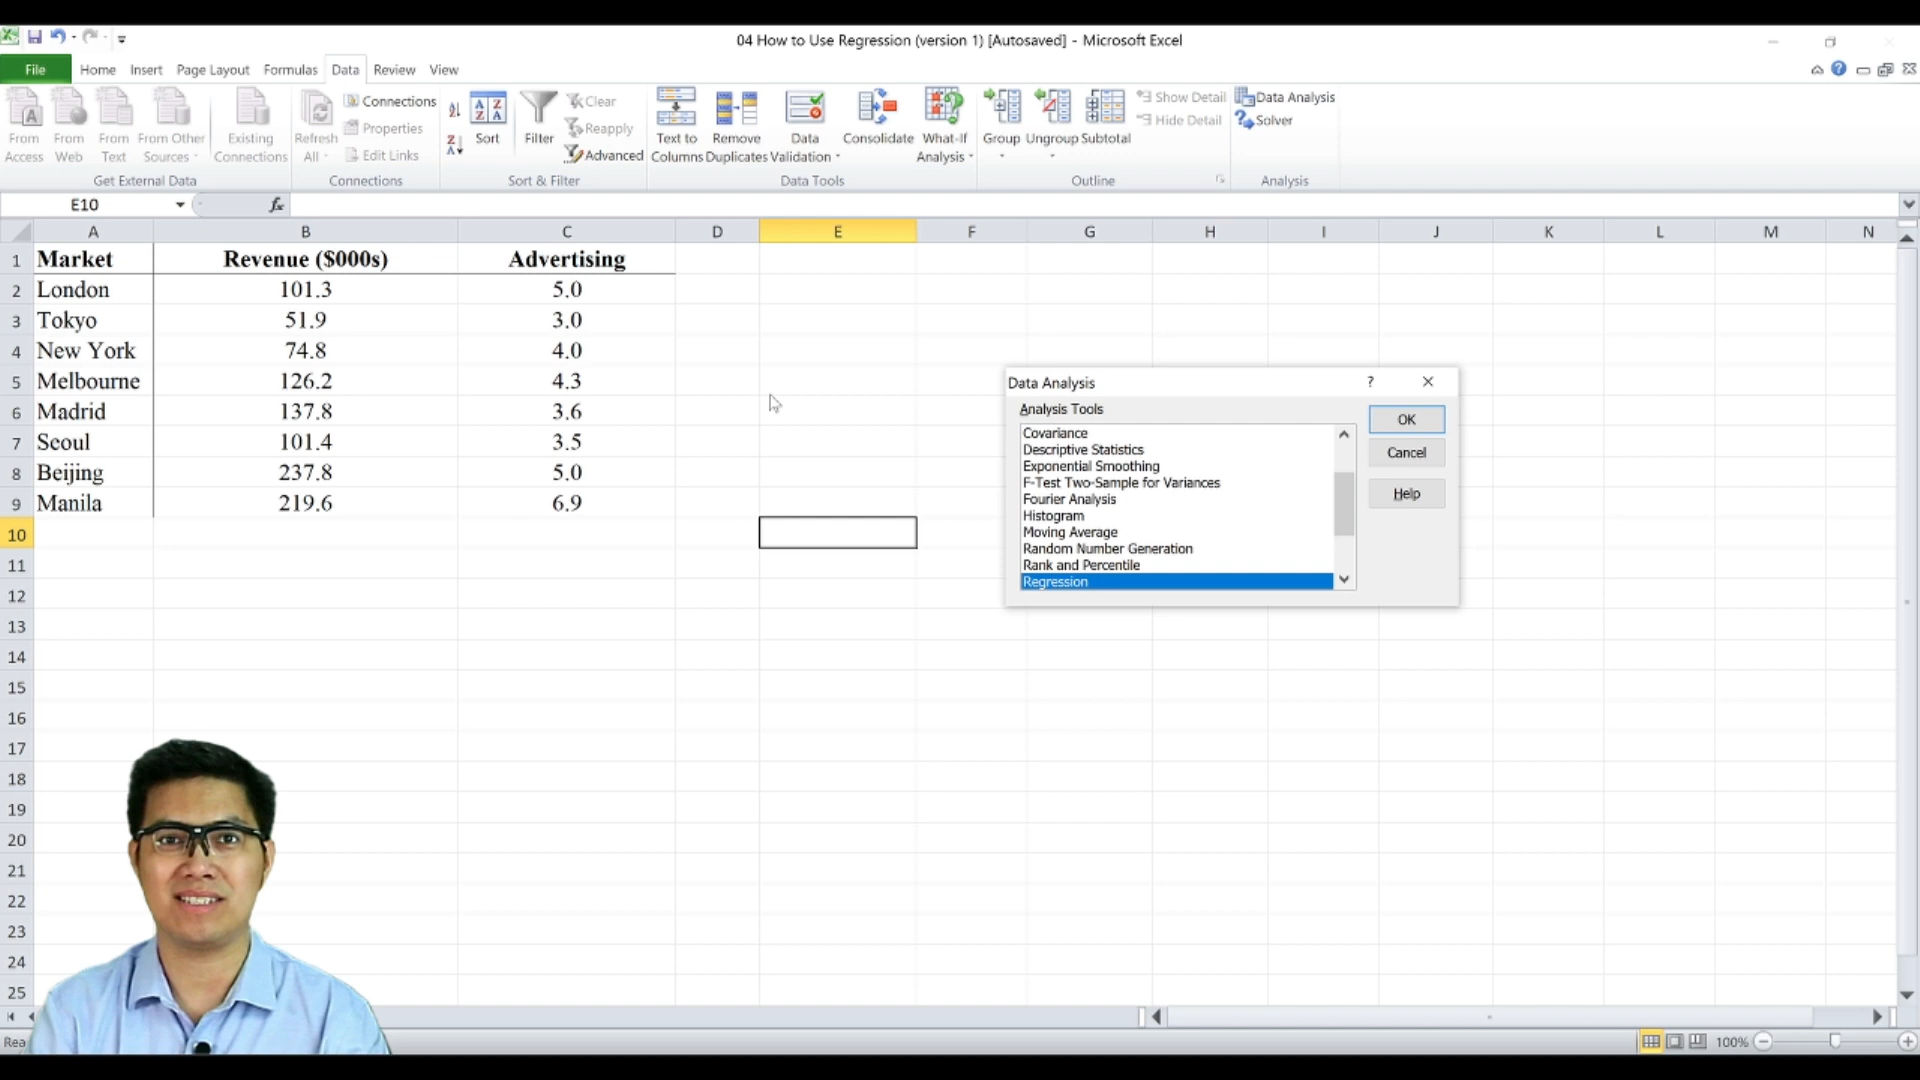 04 How to Use Regression (version 1) [Autosaved] - Microsoft Excel
File Home Insert Page Layout Formulas Data Review View
From Access
From Web
From Text
From Other Sources
Existing Connections
Refresh All
Connections
Properties
Edit Links
Sort
Filter
Clear
Reapply
Advanced
Text to Columns
Remove Duplicates
Data Validation
Consolidate
What-If Analysis
Group
Ungroup
Subtotal
Show Detail
Hide Detail
Data Analysis
Solver
Get External Data Connections Sort & Filter Data Tools Outline Analysis
E10 fx
A B C D E F G H I J K L M N
1 Market Revenue ($000s) Advertising
2 London 101.3 5.0
3 Tokyo 51.9 3.0
4 New York 74.8 4.0
5 Melbourne 126.2 4.3
6 Madrid 137.8 3.6
7 Seoul 101.4 3.5
8 Beijing 237.8 5.0
9 Manila 219.6 6.9
10
11
12
13
14
15
16
17
18
19
20
21
22
23
24
25
Data Analysis ?
Analysis Tools
Covariance
Descriptive Statistics
Exponential Smoothing
F-Test Two-Sample for Variances
Fourier Analysis
Histogram
Moving Average
Random Number Generation
Rank and Percentile
Regression
OK
Cancel
Help
Rea
100%